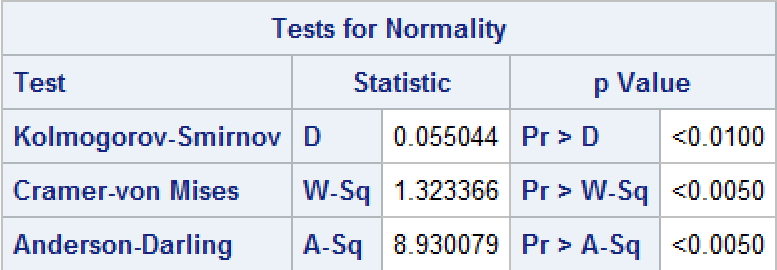 Tests for Normality
Test Statistic p Value
Kolmogorov-Smirnov D 0.055044 Pr > D <0.0100
Cramer-von Mises W-Sq 1.323366 Pr > W-Sq <0.0050
Anderson-Darling A-Sq 8.930079 Pr > A-Sq <0.0050